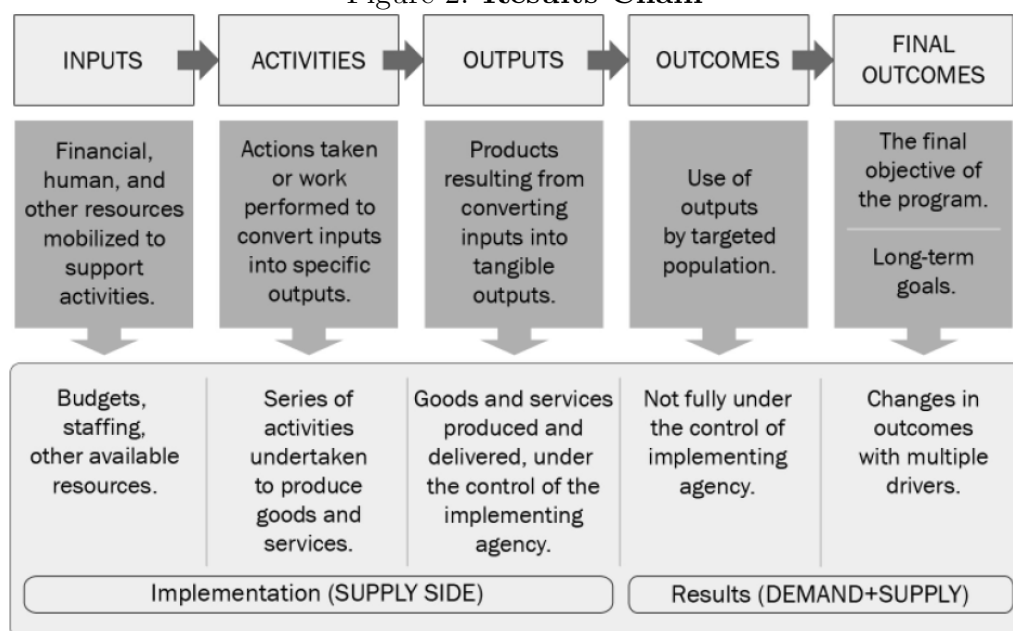 Figure 2: Results Chain
INPUTS
ACTIVITIES
OUTPUTS
OUTCOMES
FINAL
OUTCOMES
Financial,
human, and
other resources
mobilized to
support
activities.
Actions taken
or work
performed to
convert inputs
into specific
outputs.
Products
resulting from
converting
inputs into
tangible
outputs.
Use of
outputs
by targeted
population.
The final
objective of
the program.
Long-term
goals.
Budgets,
staffing,
other available
resources.
Series of
activities
undertaken
to produce
goods and
services.
Goods and services
produced and
delivered, under
the control of the
implementing
agency.
Not fully under
the control of
implementing
agency.
Changes in
outcomes
with multiple
drivers.
Implementation (SUPPLY SIDE)
Results (DEMAND+SUPPLY)